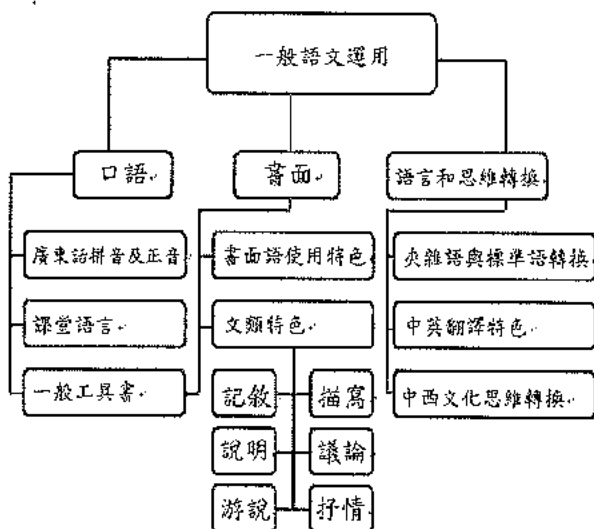 一般語文運用
口語
書面
語言和思維轉換
廣東話拼音及正音
書面語使用特色
夾雜語與標準語轉換
課堂語言
文類特色
中英翻譯特色
一般工具書
中西文化思維轉換
記敘
描寫
說明
議論
游說
抒情